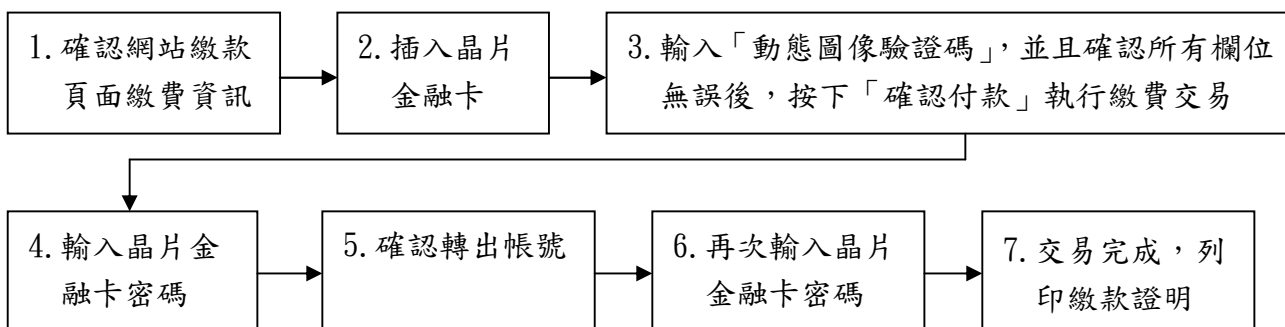 1.確認網站繳款
頁面繳費資訊
2.插入晶片
金融卡
3.輸入「動態圖像驗證碼」,並且確認所有欄位
無誤後,按下「確認付款」執行繳費交易
4.輸入晶片金
融卡密碼
5.確認轉出帳號
6.再次輸入晶片
金融卡密碼
7.交易完成,列
印繳款證明